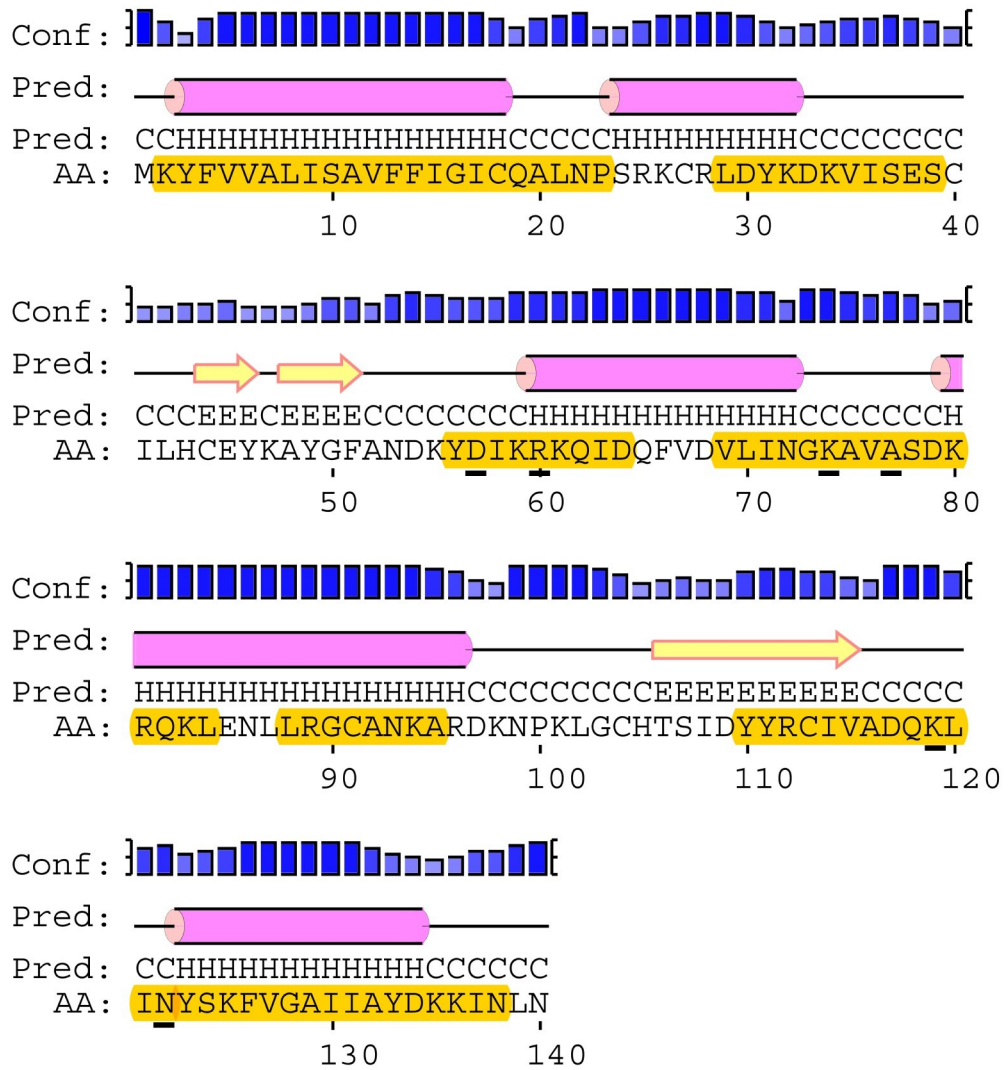 Conf:
Pred:
Pred: CCHHHHHHHHHHHHHHHHCCCCCHHHHHHHHHCCCCCCCC
AA: MKYFVVALISAVFFIGICQALNPSRKCRLDYKDKVISESC
10 20 30 40
Conf:
Pred:
Pred: CCCEEECEEEECCCCCCCCHHHHHHHHHHHHHCCCCCCCH
AA: ILHCEYKAYGFANDKYDIKRKQIDQFVDVLINGKAVASDK
50 60 70 80
Conf:
Pred:
Pred: HHHHHHHHHHHHHHHHCCCCCCCCCEEEEEEEEEECCCCC
AA: RQKLENLLRGCANKARDKNPKLGCHTSIDYYRCIVADQKL
90 100 110 120
Conf:
Pred:
Pred: CCHHHHHHHHHHHHCCCCCC
AA: INYSKFVGAIIAYDKKINLN
130 140